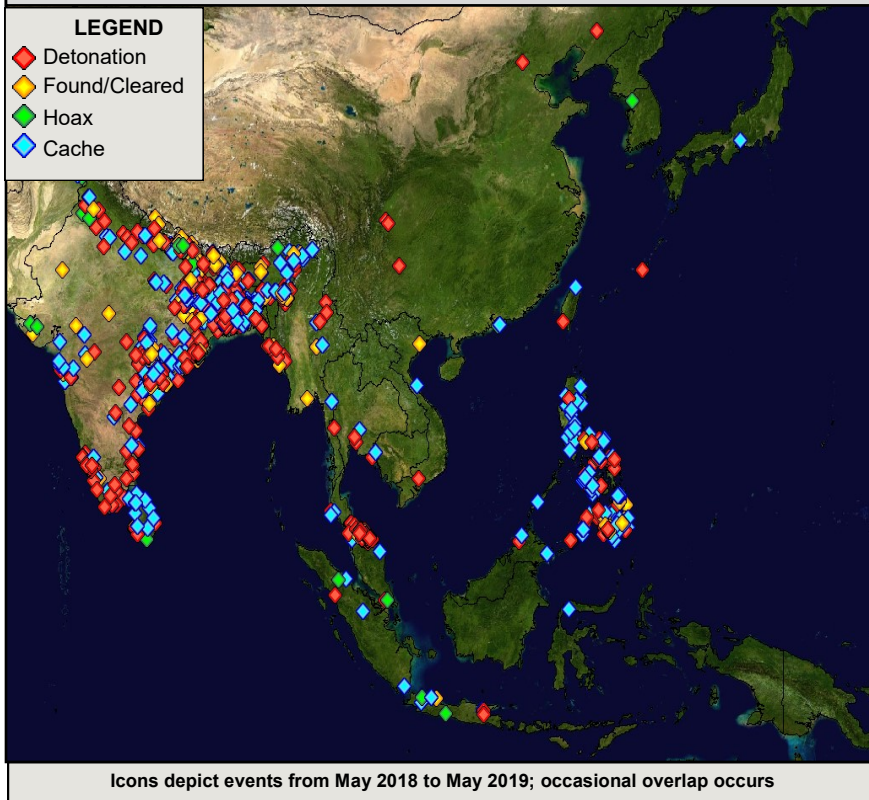 LEGEND
Detonation
Found/Cleared
Hoax
Cache
Icons depict events from May 2018 to May 2019; occasional overlap occurs